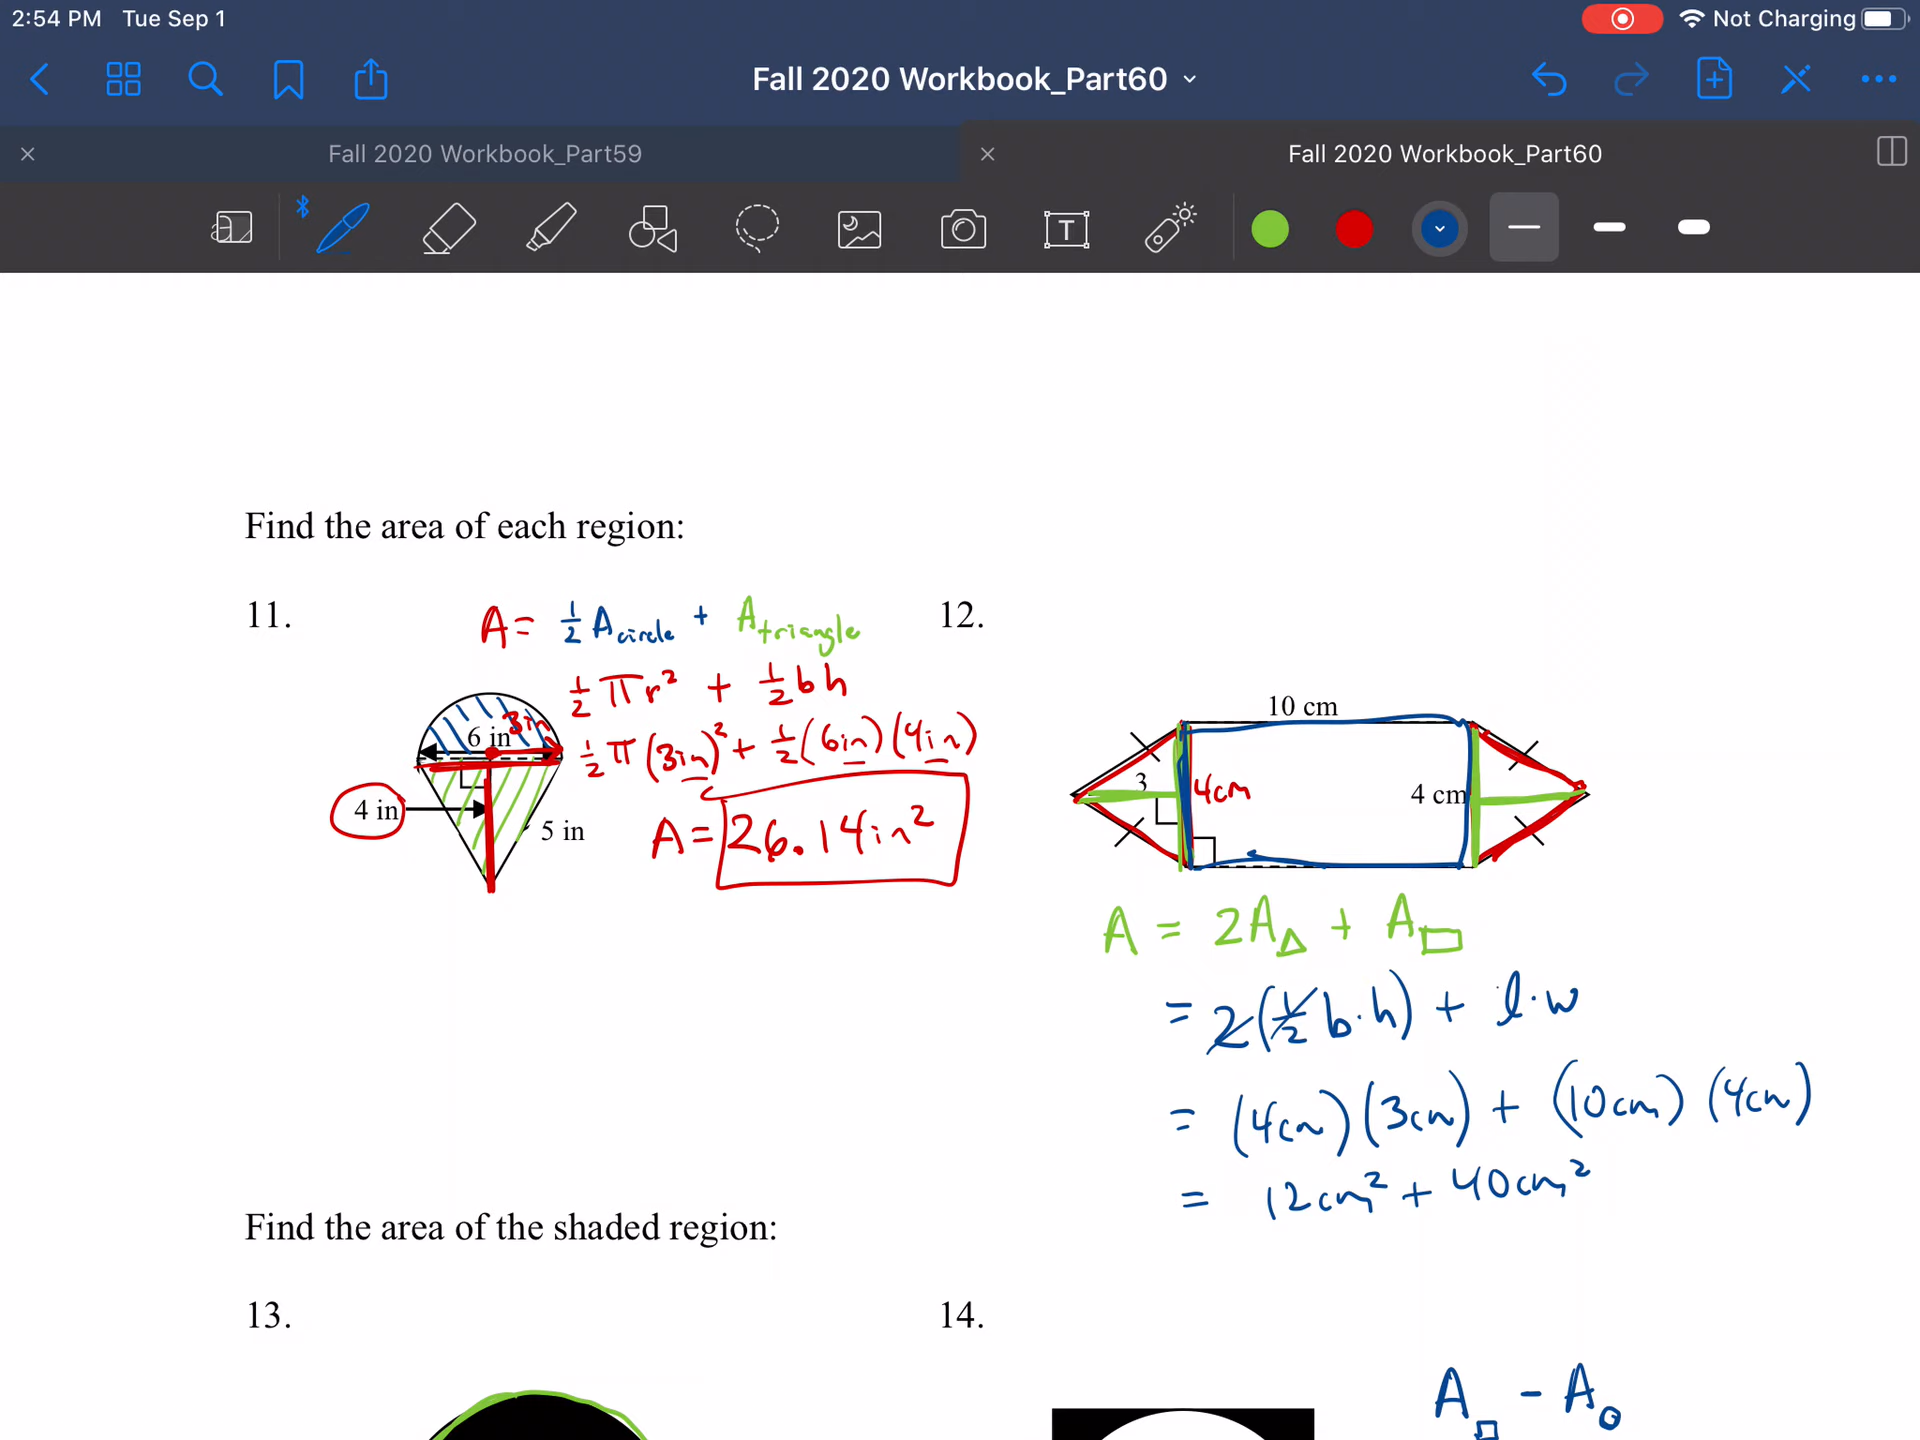 2:54 PM Tue Sep 1
Not Charging
Fall 2020 Workbook_Part60
Fall 2020 Workbook_Part59
Fall 2020 Workbook_Part60
T
Find the area of each region:
11.
A = 1/2 A circle + A triangle
1/2 πr² + 1/2 bh
1/2 π (3in)² + 1/2 (6in)(4in)
A = 26.14in²
6 in
3in
4 in
5 in
12.
10 cm
3
4cm
4 cm
A = 2A△ + A▭
= 2(1/2 b·h) + l·w
= (4cm)(3cm) + (10cm)(4cm)
= 12cm² + 40cm²
Find the area of the shaded region:
13.
14.
A□ - A○